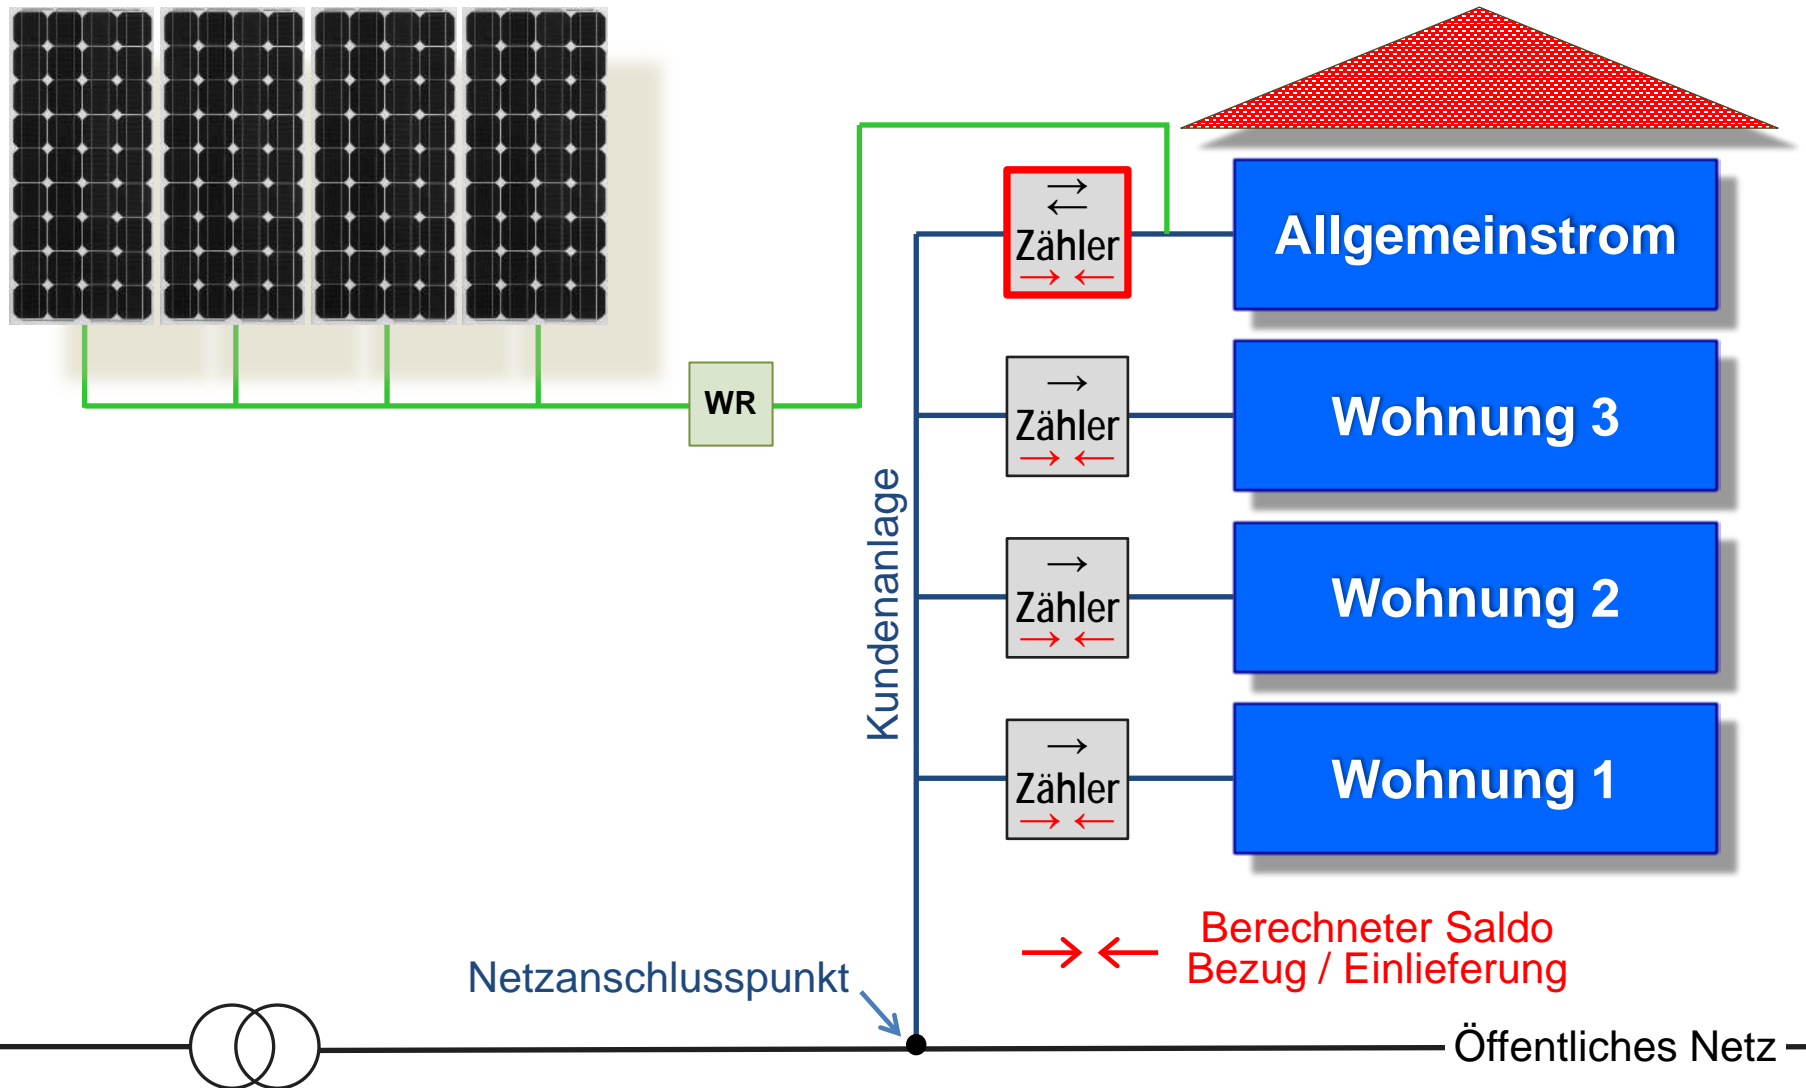 Allgemeinstrom
Zähler
WR
Wohnung 3
Zähler
Kundenanlage
Wohnung 2
Zähler
Wohnung 1
Zähler
Berechneter Saldo
Bezug / Einlieferung
Netzanschlusspunkt
Öffentliches Netz